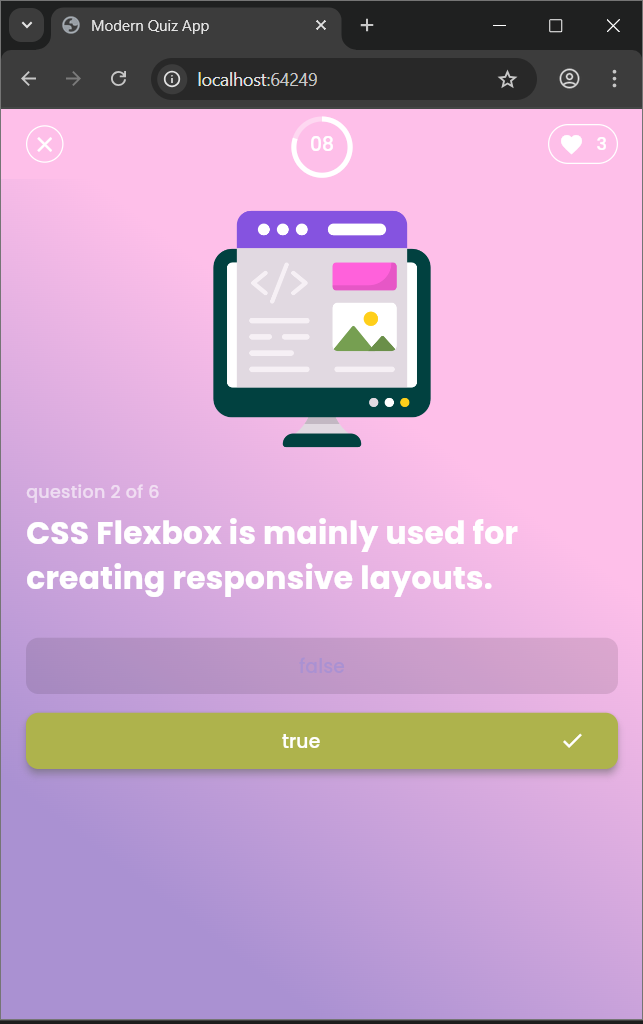 Modern Quiz App
localhost:64249
08
3
</>
question 2 of 6
CSS Flexbox is mainly used for
creating responsive layouts.
false
true